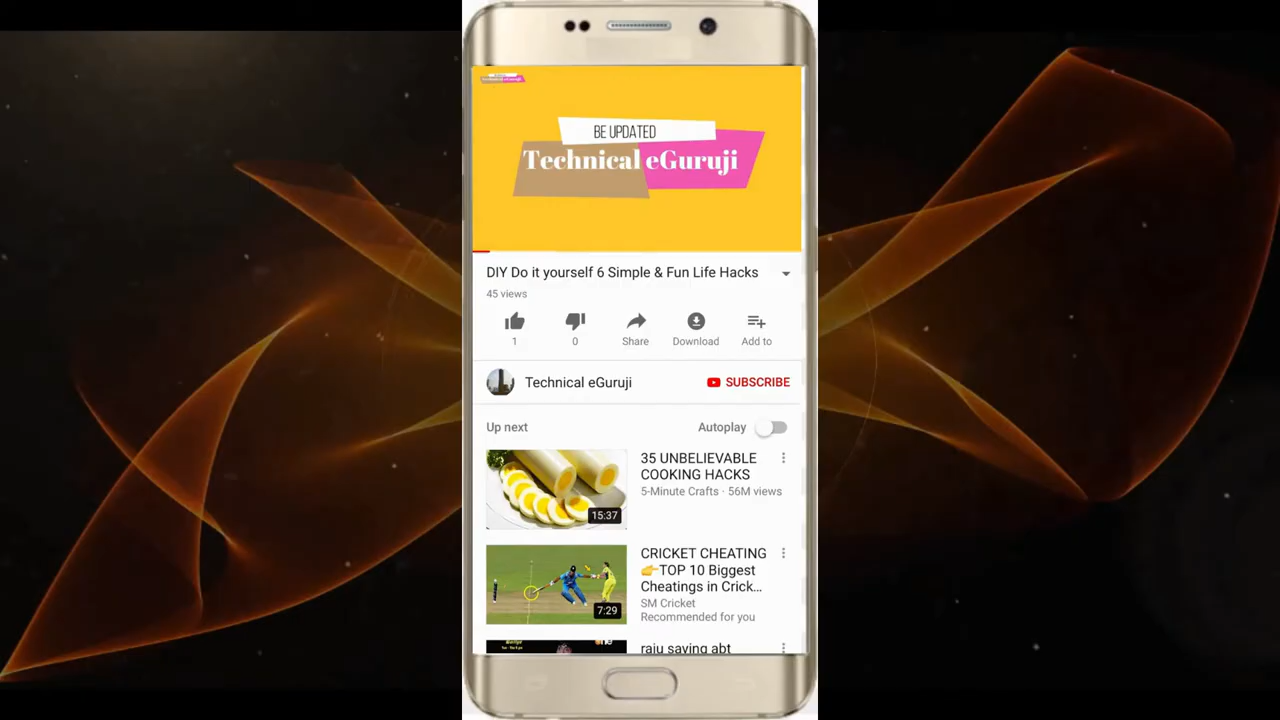 BE UPDATED
Technical eGuruji
DIY Do it yourself 6 Simple & Fun Life Hacks
45 views
1
0
Share
Download
Add to
Technical eGuruji
SUBSCRIBE
Up next
Autoplay
35 UNBELIEVABLE
COOKING HACKS
5-Minute Crafts · 56M views
15:37
CRICKET CHEATING
👉TOP 10 Biggest
Cheatings in Crick...
SM Cricket
Recommended for you
7:29
raju saying abt